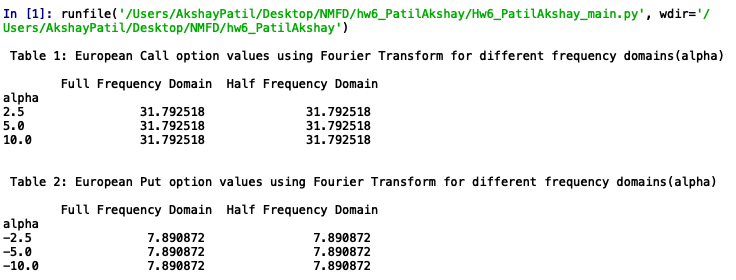 In [1]: runfile('/Users/AkshayPatil/Desktop/NMFD/hw6_PatilAkshay/Hw6_PatilAkshay_main.py', wdir='/
Users/AkshayPatil/Desktop/NMFD/hw6_PatilAkshay')
Table 1: European Call option values using Fourier Transform for different frequency domains(alpha)
Full Frequency Domain Half Frequency Domain
alpha
2.5 31.792518 31.792518
5.0 31.792518 31.792518
10.0 31.792518 31.792518
Table 2: European Put option values using Fourier Transform for different frequency domains(alpha)
Full Frequency Domain Half Frequency Domain
alpha
-2.5 7.890872 7.890872
-5.0 7.890872 7.890872
-10.0 7.890872 7.890872